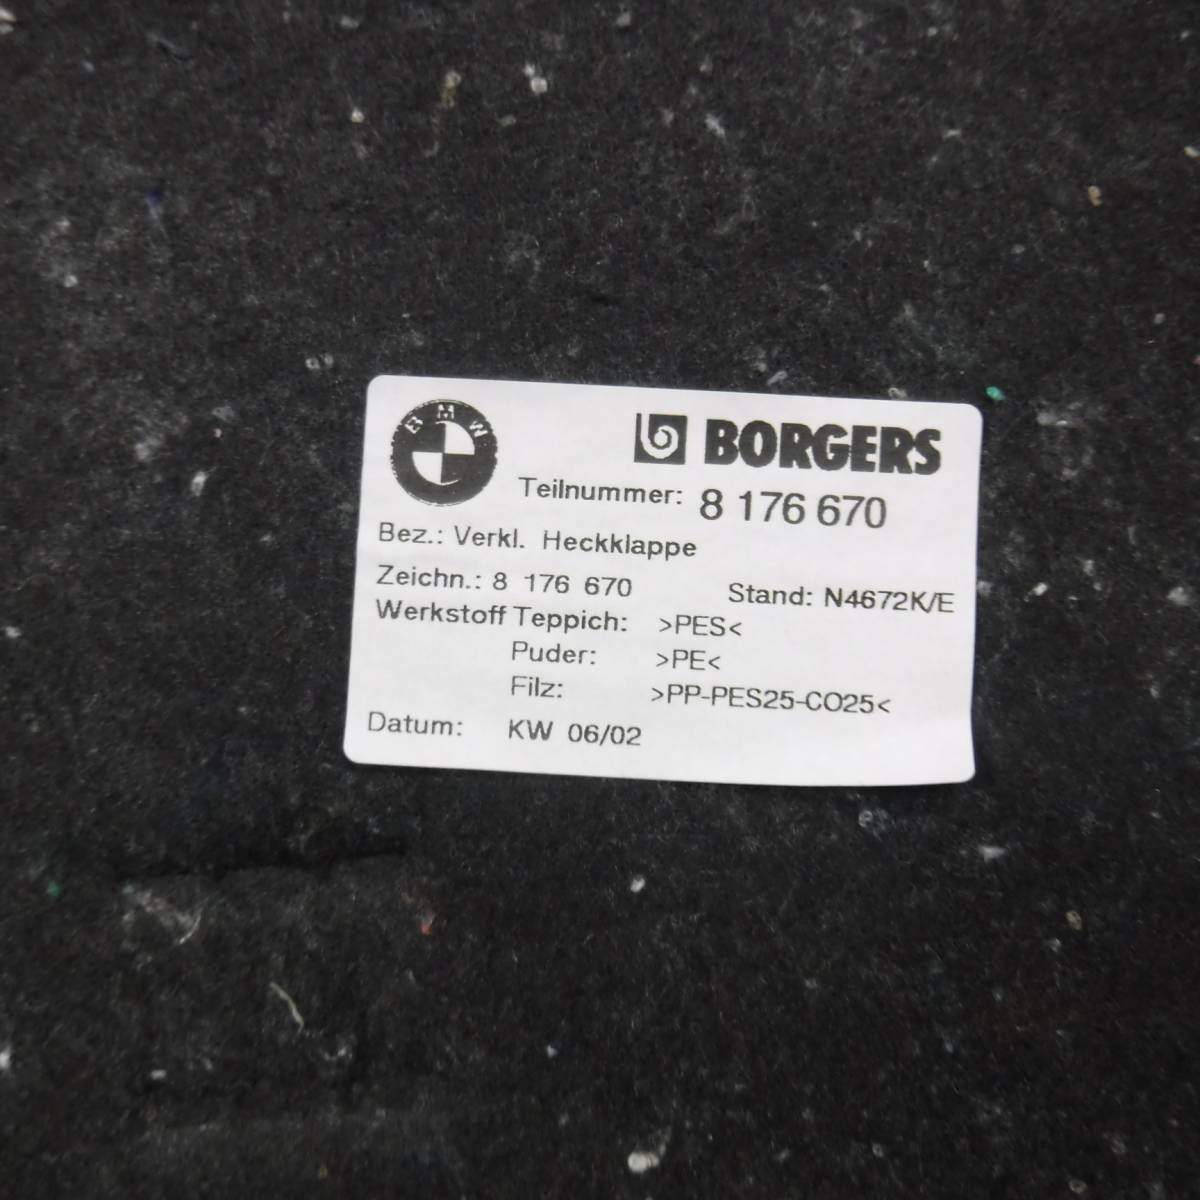 BMW
BORGERS
Teilnummer: 8 176 670
Bez.: Verkl. Heckklappe
Zeichn.: 8 176 670 Stand: N4672K/E
Werkstoff Teppich: >PES<
Puder: >PE<
Filz: >PP-PES25-CO25<
Datum: KW 06/02